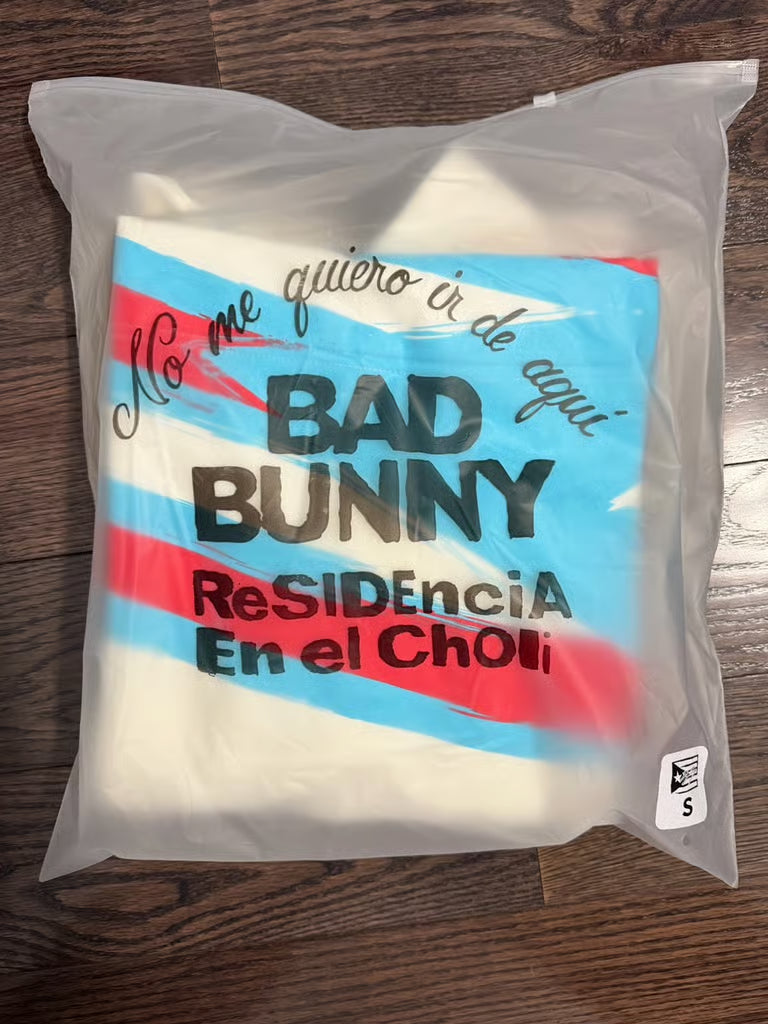 No me quiero ir de aquí
BAD
BUNNY
ReSIDEnciA
En el ChOli
S